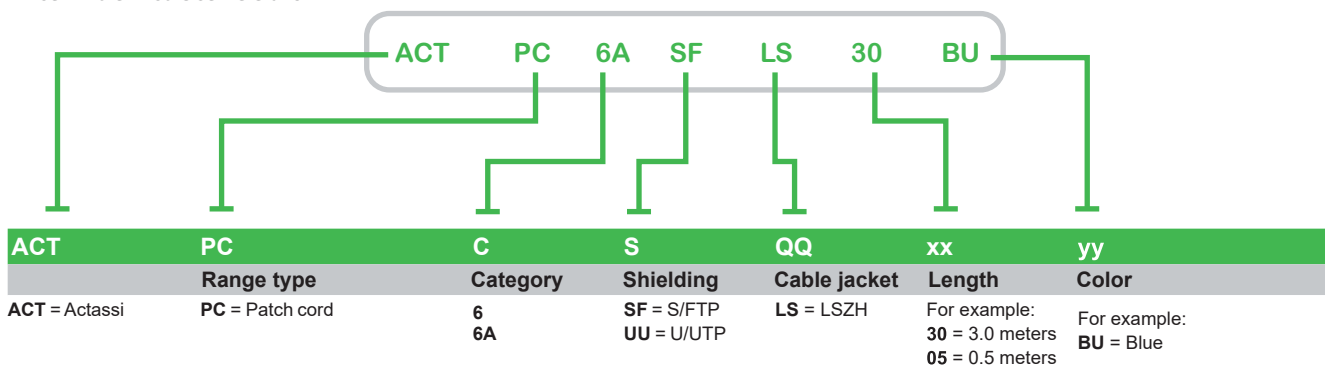 ACT PC 6A SF LS 30 BU
ACT PC C S QQ xx yy
Range type Category Shielding Cable jacket Length Color
ACT = Actassi
PC = Patch cord
6
6A
SF = S/FTP
UU = U/UTP
LS = LSZH
For example:
30 = 3.0 meters
05 = 0.5 meters
For example:
BU = Blue